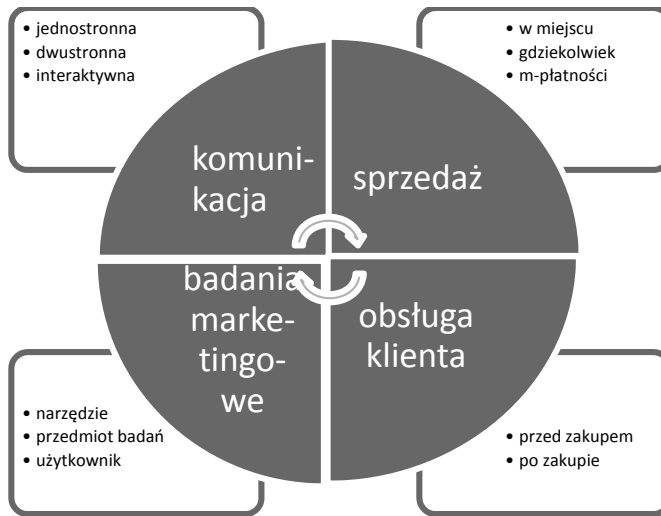 • jednostronna
• dwustronna
• interaktywna
• w miejscu
• gdziekolwiek
• m-płatności
komuni-
kacja
sprzedaż
badania
marke-
tingo-
we
obsługa
klienta
• narzędzie
• przedmiot badań
• użytkownik
• przed zakupem
• po zakupie